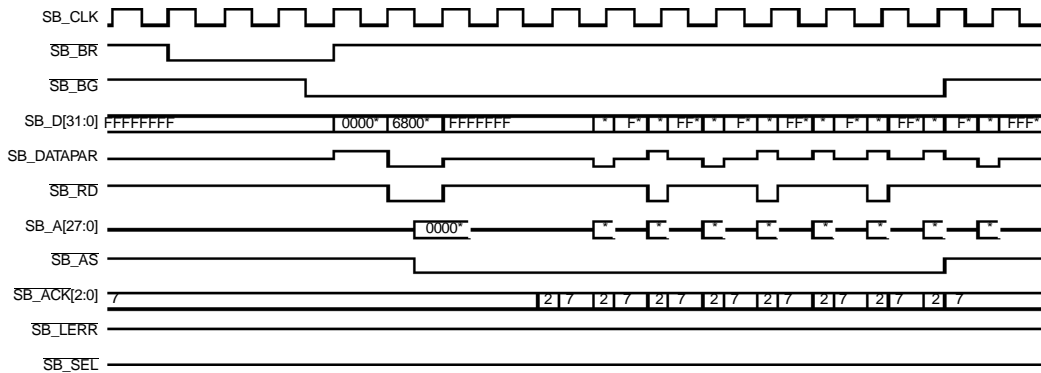 SB_CLK
SB_BR
SB_BG
SB_D[31:0] FFFFFFFF 0000* 6800* FFFFFFF * F* * FF* * F* * FF* * F* * FF* * F* * FFF*
SB_DATAPAR
SB_RD
SB_A[27:0] 0000* * * * * * * * *
SB_AS
SB_ACK[2:0] 7 2 7 2 7 2 7 2 7 2 7 2 7 2 7 2 7
SB_LERR
SB_SEL